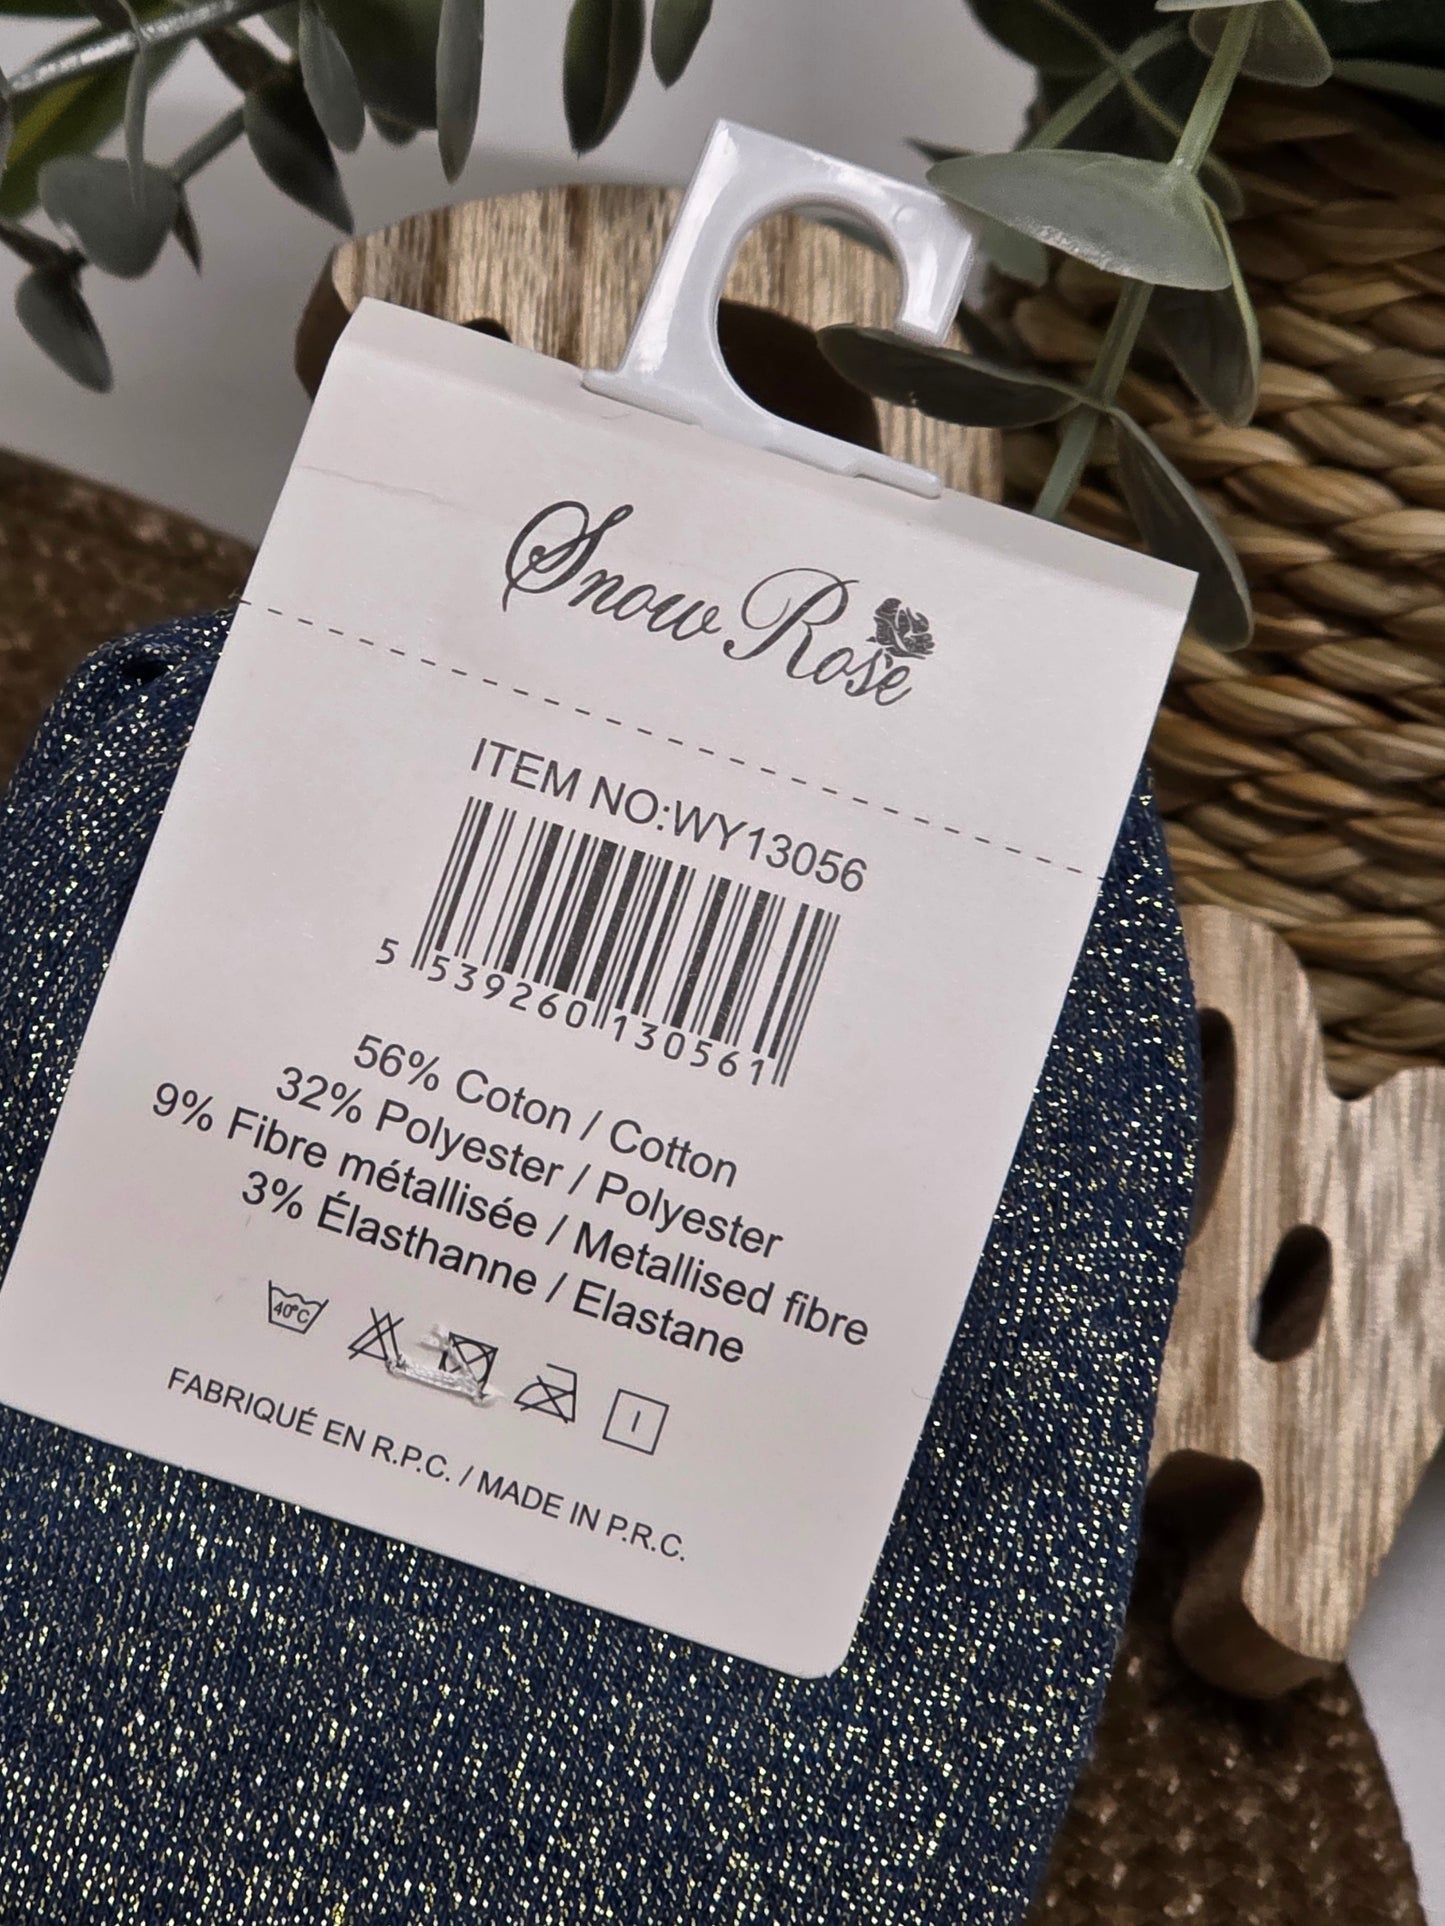 Snow Rose
ITEM NO:WY13056
5 539260 130561
56% Coton / Cotton
32% Polyester / Polyester
9% Fibre métallisée / Metallised fibre
3% Élasthanne / Elastane
40°C
I
FABRIQUÉ EN R.P.C. / MADE IN P.R.C.